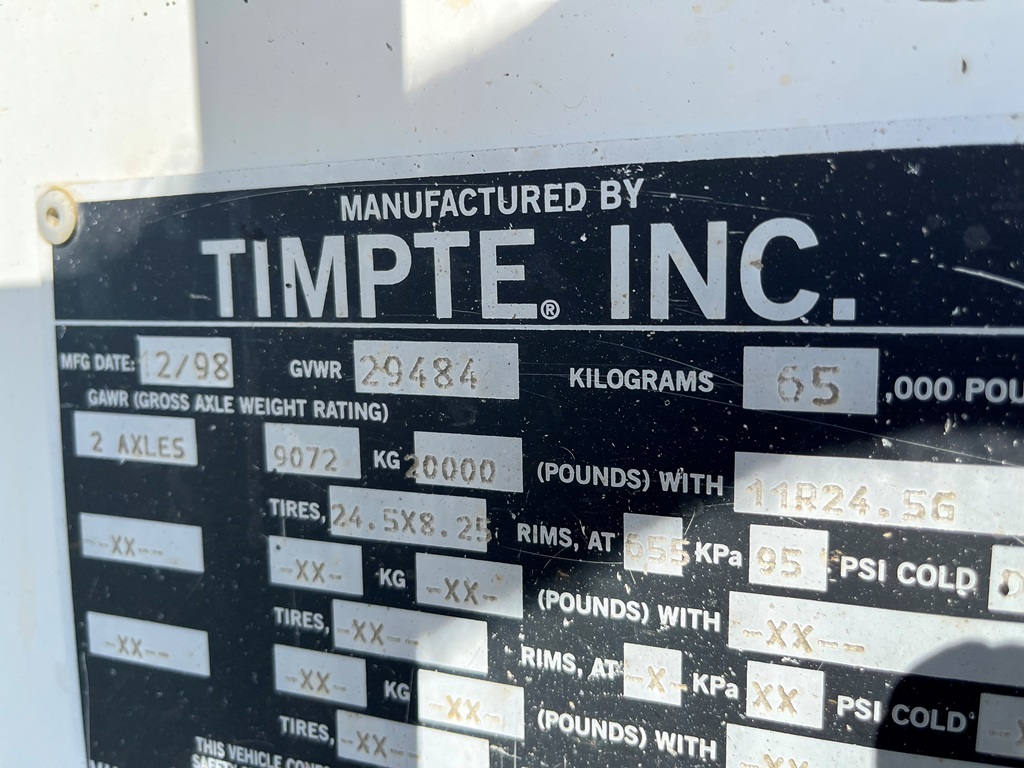 MANUFACTURED BY
TIMPTE® INC.
MFG DATE: 12/98 GVWR 29484 KILOGRAMS 65 ,000 POU
GAWR (GROSS AXLE WEIGHT RATING)
2 AXLES 9072 KG 20000 (POUNDS) WITH 11R24.5G
TIRES, 24.5X8.25 RIMS, AT 655 KPa 95 PSI COLD
-XX-- -XX- KG -XX- (POUNDS) WITH -XX--
TIRES, -XX-- RIMS, AT -X- KPa XX PSI COLD
-XX-- -XX- KG -XX- (POUNDS) WITH
TIRES, -XX--
THIS VEHICLE